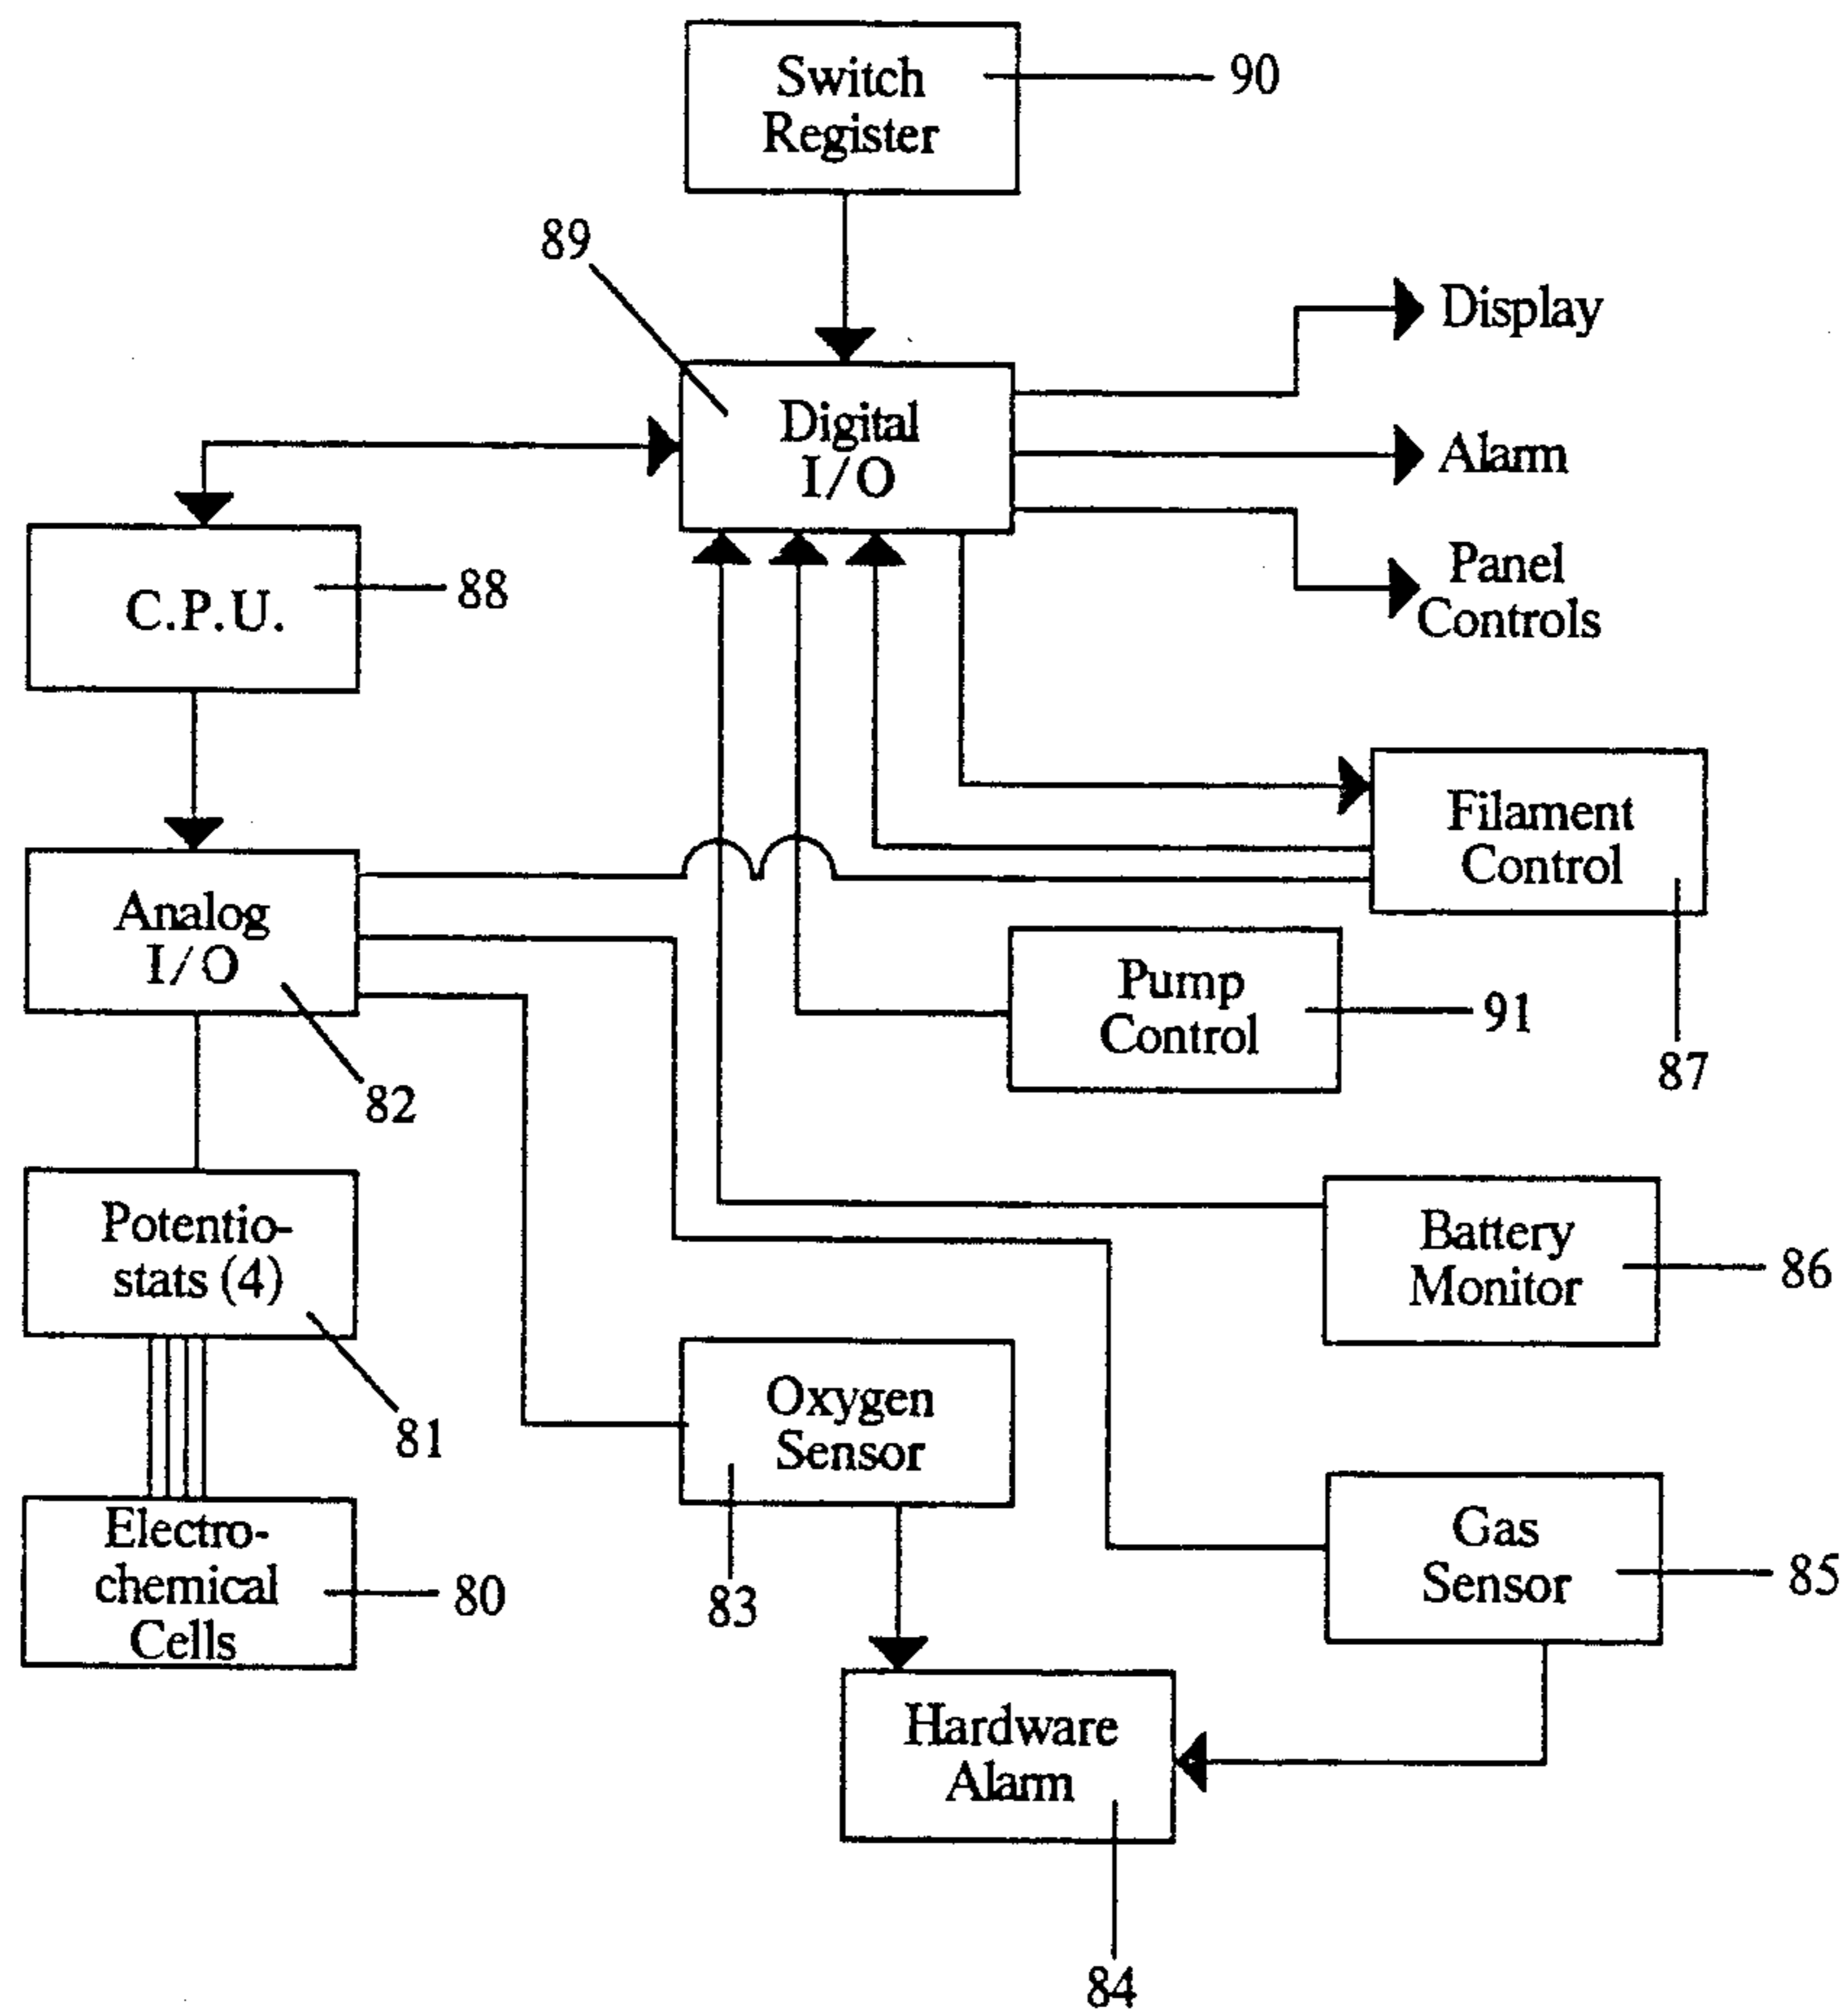 Switch
Register
90
89
Display
Digital
I/O
Alarm
C.P.U.
88
Panel
Controls
Filament
Control
Analog
I/O
Pump
Control
91
87
82
Potentio-
stats (4)
Battery
Monitor
86
Oxygen
Sensor
81
Electro-
chemical
Cells
80
83
Gas
Sensor
85
Hardware
Alarm
84